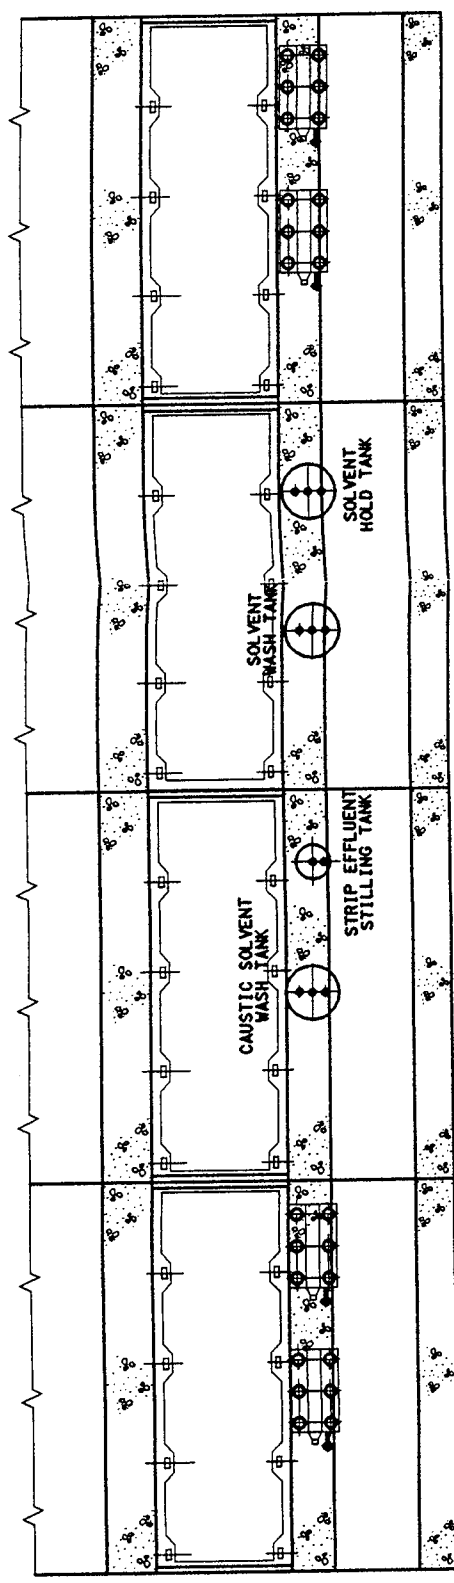 SOLVENT
HOLD TANK
SOLVENT
WASH TANK
STRIP EFFLUENT
STILLING TANK
CAUSTIC SOLVENT
WASH TANK